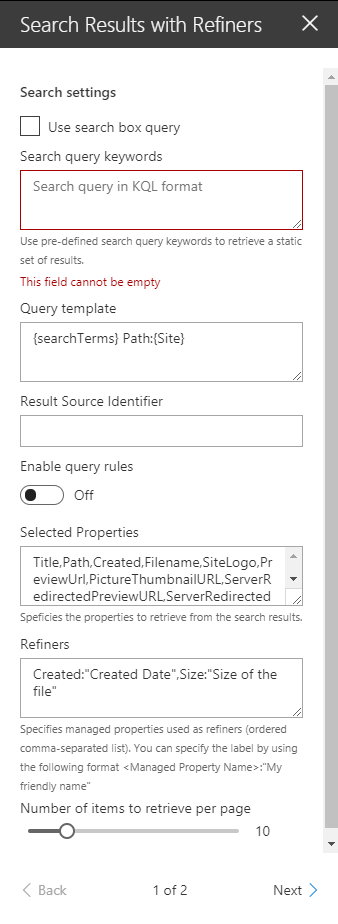 Search Results with Refiners
Search settings
Use search box query
Search query keywords
Search query in KQL format
Use pre-defined search query keywords to retrieve a static
set of results.
This field cannot be empty
Query template
{searchTerms} Path:{Site}
Result Source Identifier
Enable query rules
Off
Selected Properties
Title,Path,Created,Filename,SiteLogo,Pr
eviewUrl,PictureThumbnailURL,ServerR
edirectedPreviewURL,ServerRedirected
Speficies the properties to retrieve from the search results.
Refiners
Created:"Created Date",Size:"Size of the
file"
Specifies managed properties used as refiners (ordered
comma-separated list). You can specify the label by using
the following format <Managed Property Name>:"My
friendly name"
Number of items to retrieve per page
10
Back
1 of 2
Next